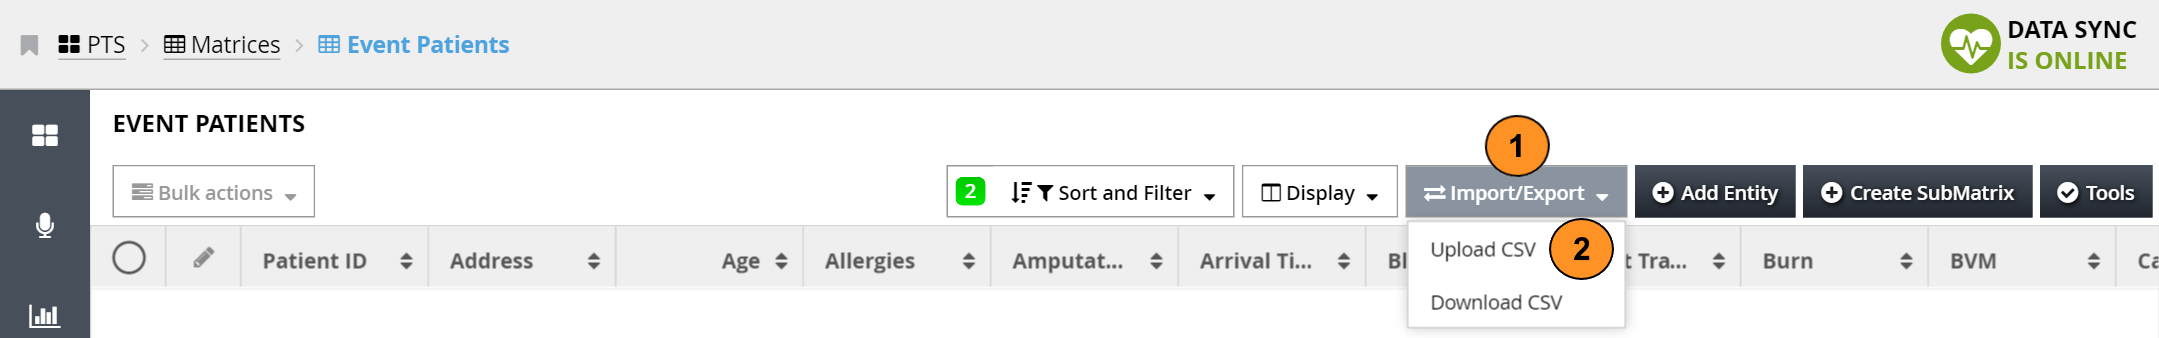 PTS > Matrices > Event Patients
DATA SYNC
IS ONLINE
EVENT PATIENTS
1
Bulk actions
2 Sort and Filter
Display
Import/Export
Add Entity
Create SubMatrix
Tools
Upload CSV 2
Download CSV
Patient ID
Address
Age
Allergies
Amputat...
Arrival Ti...
Bl
t Tra...
Burn
BVM
Ca